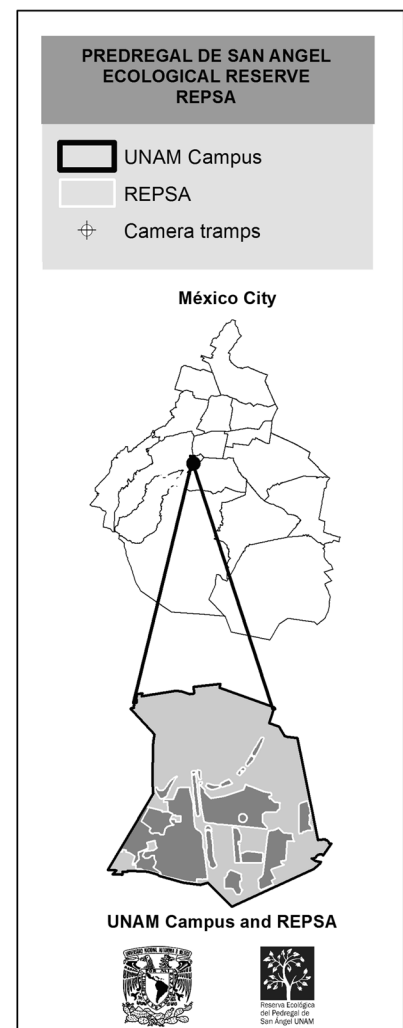 PREDREGAL DE SAN ANGEL
ECOLOGICAL RESERVE
REPSA
UNAM Campus
REPSA
Camera tramps
México City
UNAM Campus and REPSA
Reserva Ecológica
del Pedregal de
San Ángel UNAM